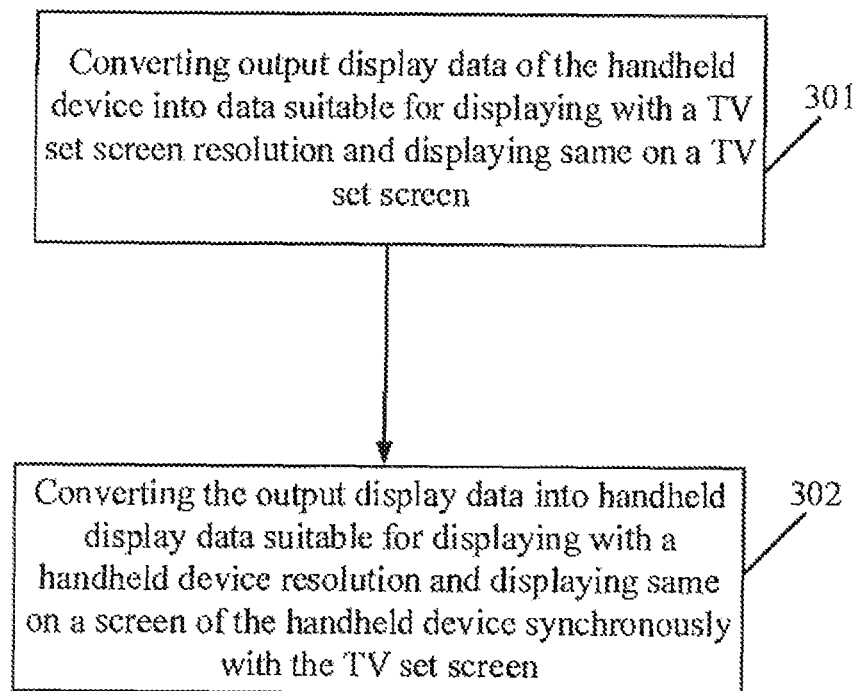 Converting output display data of the handheld
device into data suitable for displaying with a TV
set screen resolution and displaying same on a TV
set screen
301
Converting the output display data into handheld
display data suitable for displaying with a
handheld device resolution and displaying same
on a screen of the handheld device synchronously
with the TV set screen
302